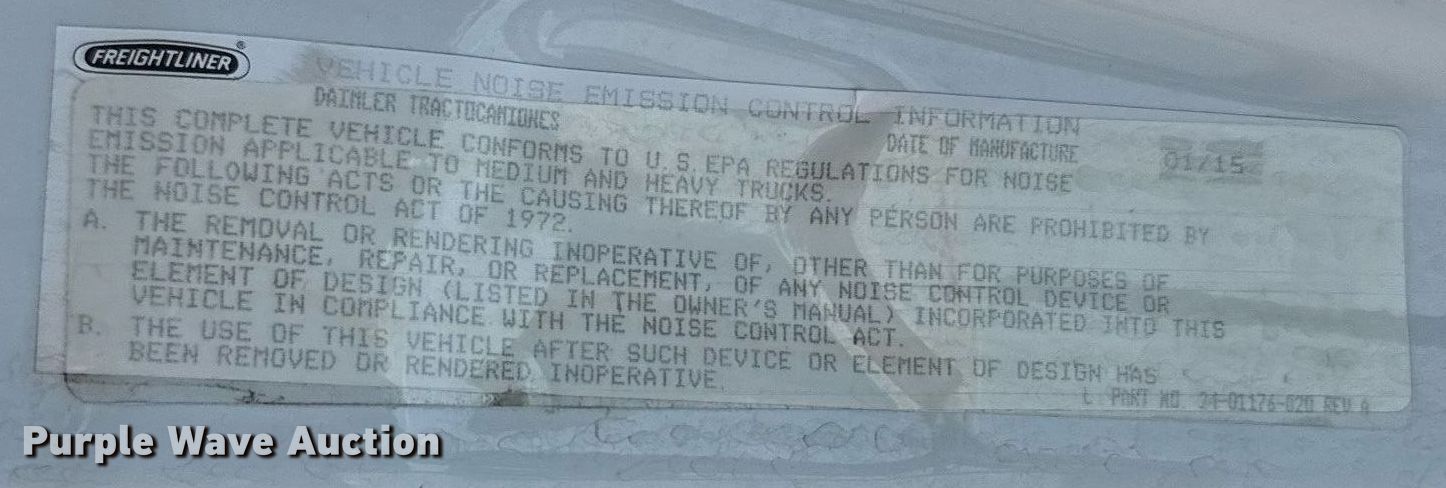 FREIGHTLINER®
VEHICLE NOISE EMISSION CONTROL INFORMATION
DAIMLER TRACTOCAMIONES
DATE OF MANUFACTURE 01/15
THIS COMPLETE VEHICLE CONFORMS TO U.S.EPA REGULATIONS FOR NOISE
EMISSION APPLICABLE TO MEDIUM AND HEAVY TRUCKS.
THE FOLLOWING ACTS OR THE CAUSING THEREOF BY ANY PERSON ARE PROHIBITED BY
THE NOISE CONTROL ACT OF 1972.
A. THE REMOVAL OR RENDERING INOPERATIVE OF, OTHER THAN FOR PURPOSES OF
MAINTENANCE, REPAIR, OR REPLACEMENT, OF ANY NOISE CONTROL DEVICE OR
ELEMENT OF DESIGN (LISTED IN THE OWNER'S MANUAL) INCORPORATED INTO THIS
VEHICLE IN COMPLIANCE WITH THE NOISE CONTROL ACT.
B. THE USE OF THIS VEHICLE AFTER SUCH DEVICE OR ELEMENT OF DESIGN HAS
BEEN REMOVED OR RENDERED INOPERATIVE.
PART NO. 24-01176-020 REV A
Purple Wave Auction